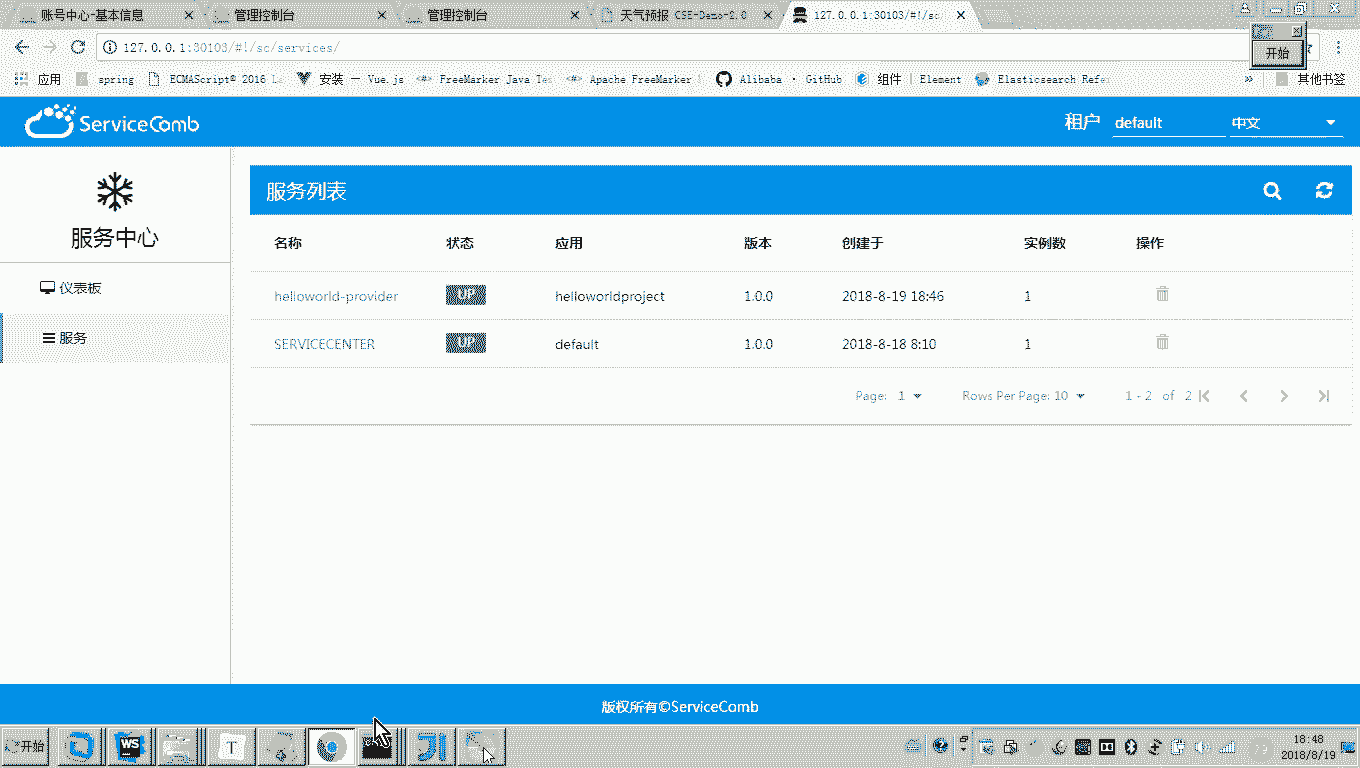 账号中心-基本信息
管理控制台
管理控制台
天气预报 CSE-Demo-2.0
127.0.0.1:30103/#!/sc/
127.0.0.1:30103/#!/sc/services/
开始
应用
spring
ECMAScript® 2016 La
安装 — Vue.js
FreeMarker Java Te
Apache FreeMarker
Alibaba · GitHub
组件 | Element
Elasticsearch Refe
»
其他书签
ServiceComb
租户
default
中文
服务中心
仪表板
服务
服务列表
名称 状态 应用 版本 创建于 实例数 操作
helloworld-provider UP helloworldproject 1.0.0 2018-8-19 18:46 1
SERVICECENTER UP default 1.0.0 2018-8-18 8:10 1
Page: 1 Rows Per Page: 10 1 - 2 of 2
版权所有©ServiceComb
开始
WS
T
18:48
2018/8/19